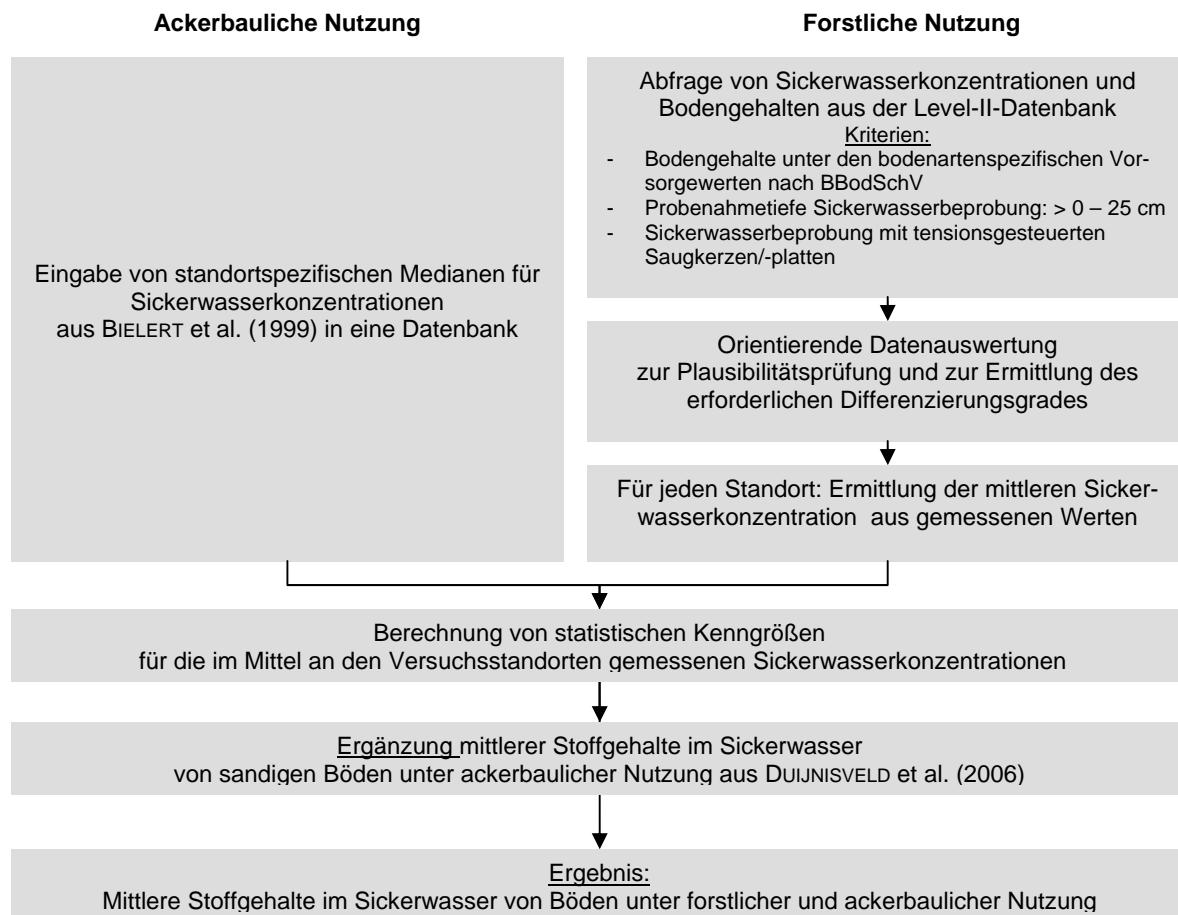 Ackerbauliche Nutzung
Eingabe von standortspezifischen Medianen für
Sickerwasserkonzentrationen
aus BIELERT et al. (1999) in eine Datenbank
Forstliche Nutzung
Abfrage von Sickerwasserkonzentrationen und
Bodengehalten aus der Level-II-Datenbank
Kriterien:
- Bodengehalte unter den bodenartenspezifischen Vor-
sorgewerten nach BBodSchV
- Probenahmetiefe Sickerwasserbeprobung: > 0 – 25 cm
- Sickerwasserbeprobung mit tensionsgesteuerten
Saugkerzen/-platten
Orientierende Datenauswertung
zur Plausibilitätsprüfung und zur Ermittlung des
erforderlichen Differenzierungsgrades
Für jeden Standort: Ermittlung der mittleren Sicker-
wasserkonzentration aus gemessenen Werten
Berechnung von statistischen Kenngrößen
für die im Mittel an den Versuchsstandorten gemessenen Sickerwasserkonzentrationen
Ergänzung mittlerer Stoffgehalte im Sickerwasser
von sandigen Böden unter ackerbaulicher Nutzung aus DUIJNISVELD et al. (2006)
Ergebnis:
Mittlere Stoffgehalte im Sickerwasser von Böden unter forstlicher und ackerbaulicher Nutzung